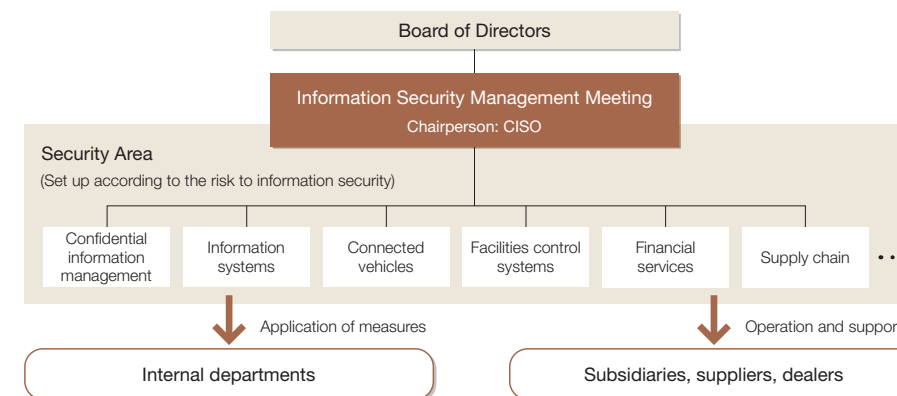 Board of Directors
Information Security Management Meeting
Chairperson: CISO
Security Area
(Set up according to the risk to information security)
Confidential
information
management
Information
systems
Connected
vehicles
Facilities control
systems
Financial
services
Supply chain
Application of measures
Operation and suppor
Internal departments
Subsidiaries, suppliers, dealers